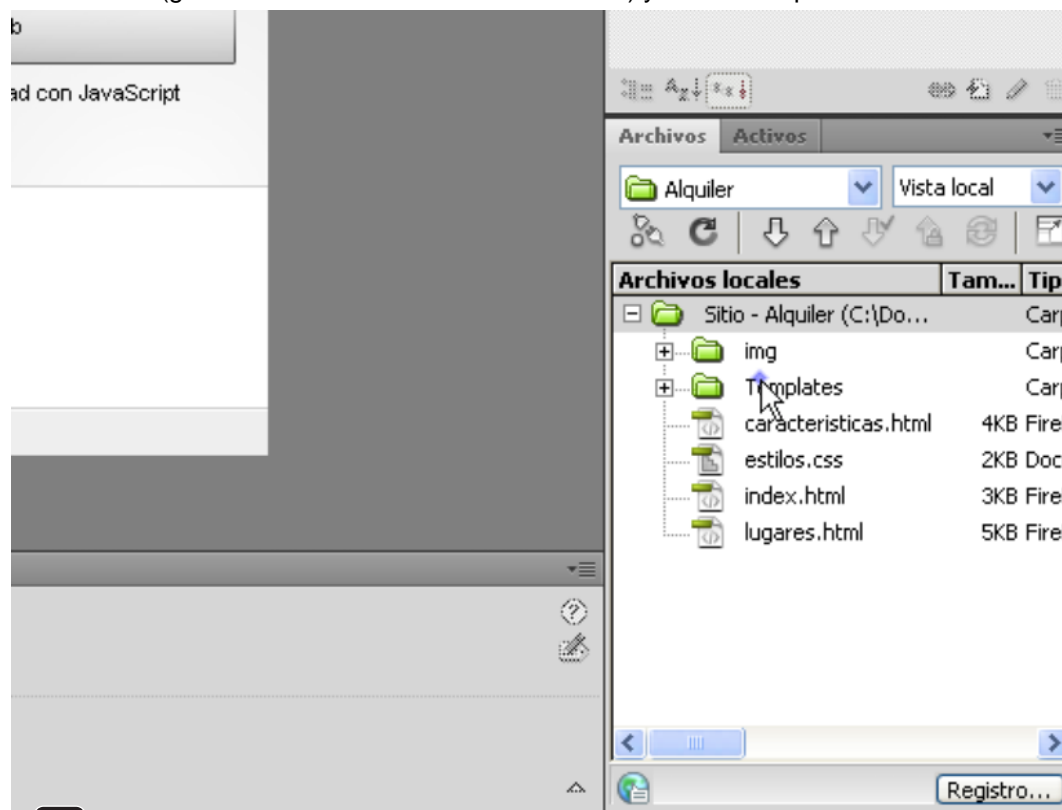 b
ad con JavaScript
Archivos Activos
Alquiler Vista local
Archivos locales Tam... Tip
Sitio - Alquiler (C:\Do... Carp
img Carp
Templates Carp
caracteristicas.html 4KB Fire
estilos.css 2KB Doc
index.html 3KB Fire
lugares.html 5KB Fire
Registro...